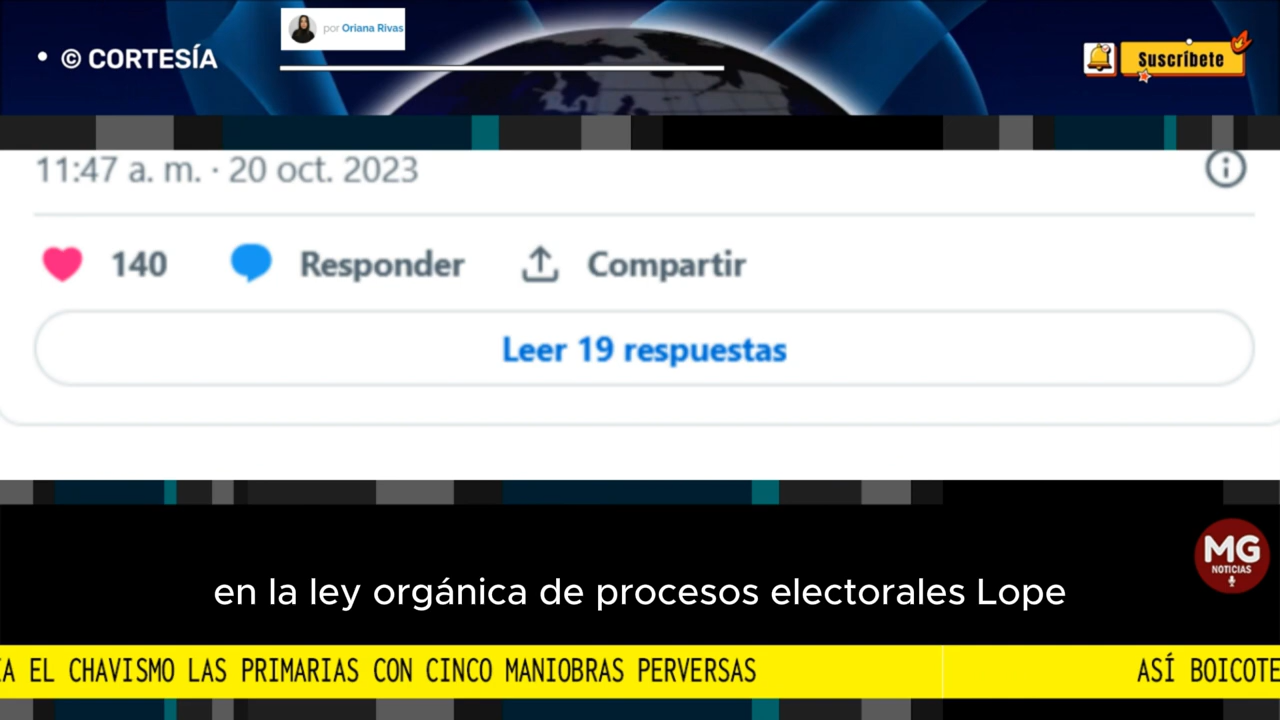 • © CORTESÍA
por Oriana Rivas
Suscríbete
11:47 a. m. · 20 oct. 2023
140 Responder Compartir
Leer 19 respuestas
MG
NOTICIAS
en la ley orgánica de procesos electorales Lope
A EL CHAVISMO LAS PRIMARIAS CON CINCO MANIOBRAS PERVERSAS ASÍ BOICOTE